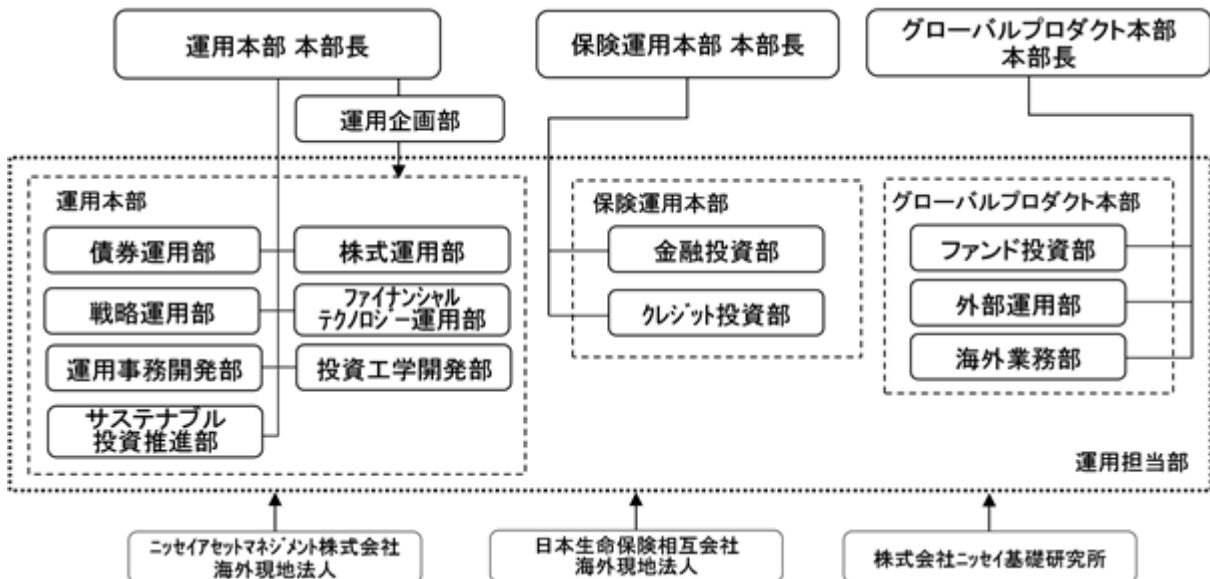 運用本部 本部長
保険運用本部 本部長
グローバルプロダクト本部
本部長
運用企画部
運用本部
債券運用部
株式運用部
戦略運用部
ファイナンシャル
テクノロジー運用部
運用事務開発部
投資工学開発部
サステナブル
投資推進部
保険運用本部
金融投資部
クレジット投資部
グローバルプロダクト本部
ファンド投資部
外部運用部
海外業務部
運用担当部
ニッセイアセットマネジメント株式会社
海外現地法人
日本生命保険相互会社
海外現地法人
株式会社ニッセイ基礎研究所